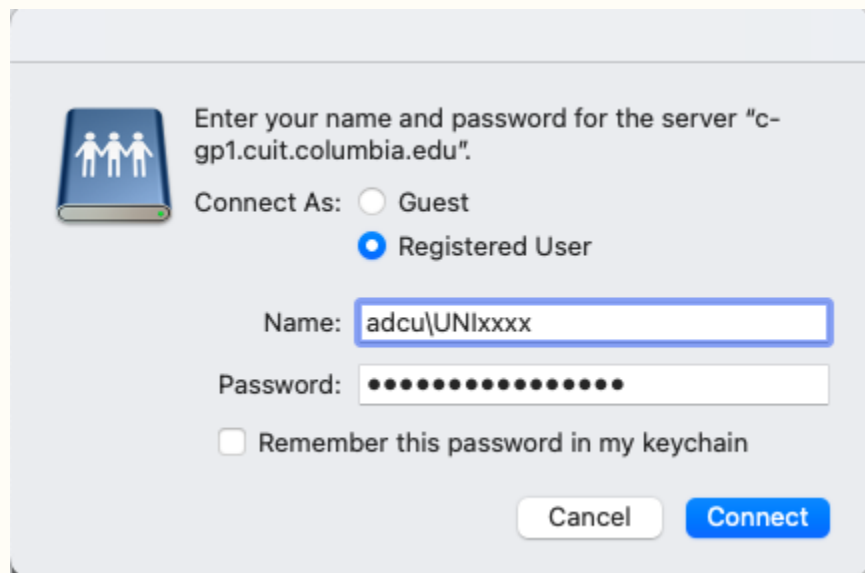 Enter your name and password for the server “c-
gp1.cuit.columbia.edu”.
Connect As: Guest
Registered User
Name: adcu\UNIxxxx
Password: ••••••••••••••••
Remember this password in my keychain
Cancel Connect